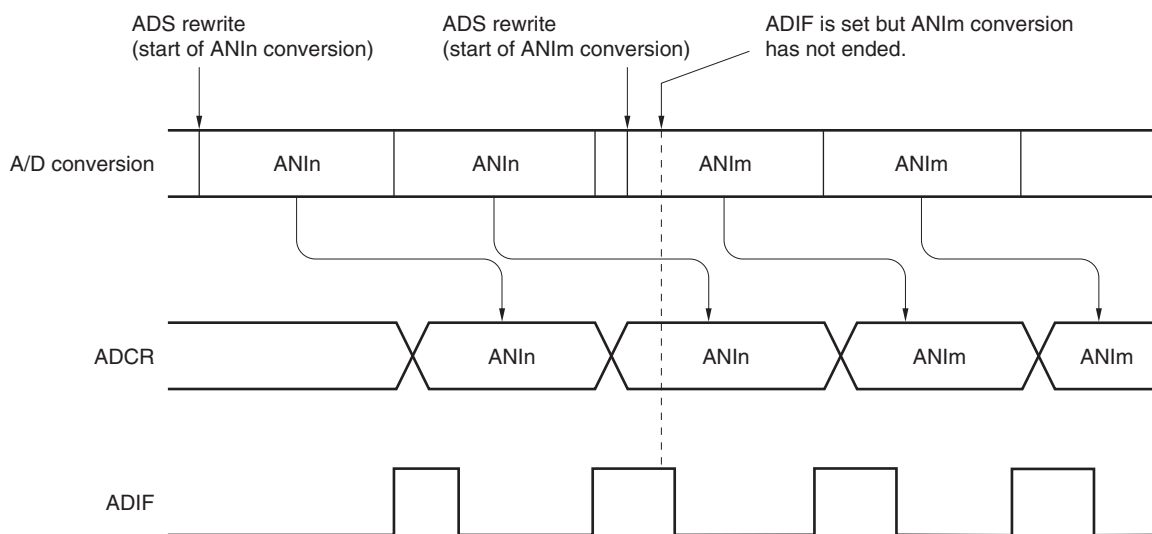 ADS rewrite
(start of ANIn conversion)
ADS rewrite
(start of ANIm conversion)
ADIF is set but ANIm conversion
has not ended.
A/D conversion
ANIn
ANIn
ANIm
ANIm
ADCR
ANIn
ANIn
ANIm
ANIm
ADIF